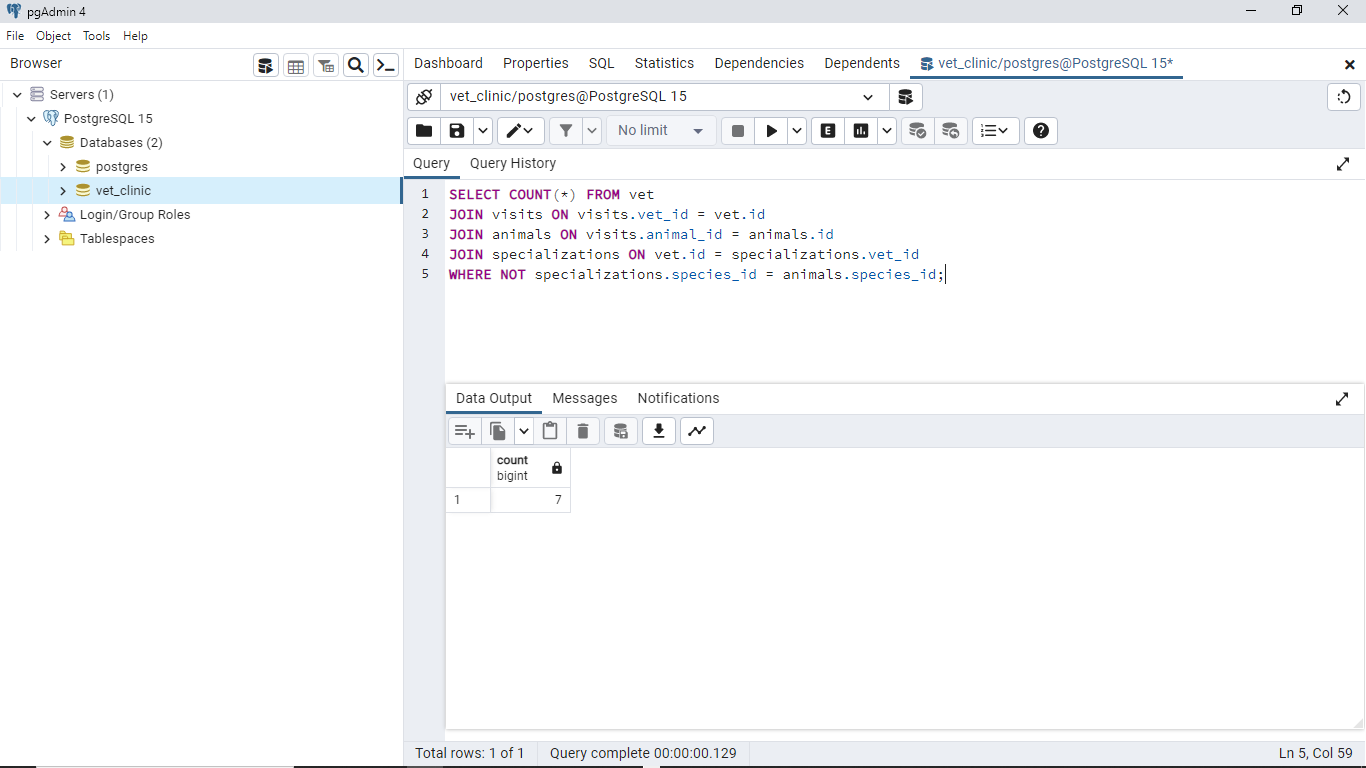 pgAdmin 4
File Object Tools Help
Browser
Servers (1)
PostgreSQL 15
Databases (2)
postgres
vet_clinic
Login/Group Roles
Tablespaces
Dashboard Properties SQL Statistics Dependencies Dependents vet_clinic/postgres@PostgreSQL 15*
vet_clinic/postgres@PostgreSQL 15
No limit
E
Query Query History
1 SELECT COUNT(*) FROM vet
2 JOIN visits ON visits.vet_id = vet.id
3 JOIN animals ON visits.animal_id = animals.id
4 JOIN specializations ON vet.id = specializations.vet_id
5 WHERE NOT specializations.species_id = animals.species_id;
Data Output Messages Notifications
count
bigint
1 7
Total rows: 1 of 1 Query complete 00:00:00.129 Ln 5, Col 59